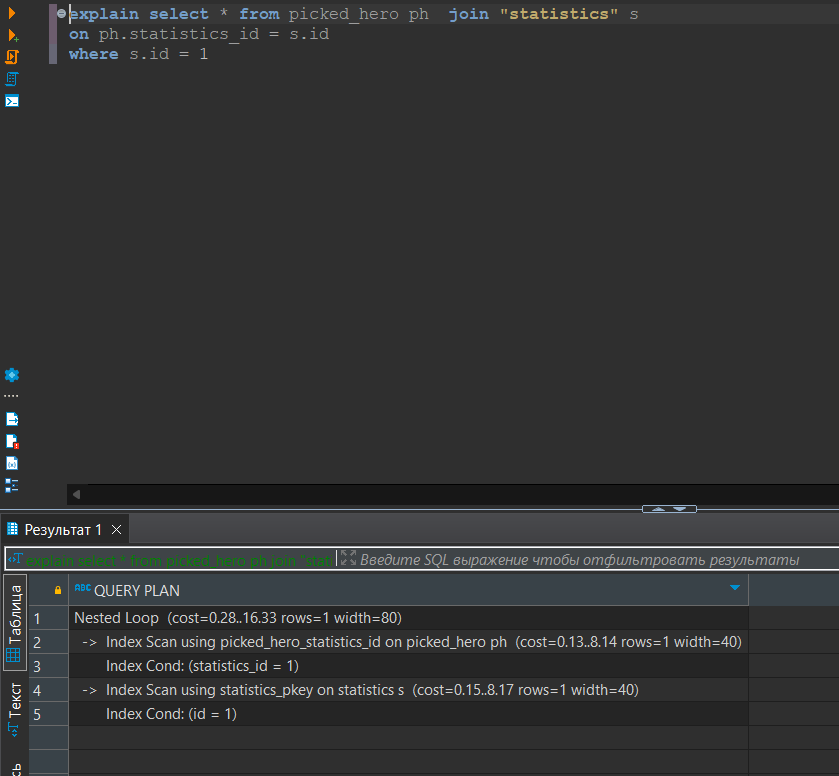 explain select * from picked_hero ph  join "statistics" s
on ph.statistics_id = s.id
where s.id = 1
Результат 1
explain select * from picked_hero ph join "stat
Введите SQL выражение чтобы отфильтровать результаты
Таблица
Текст
ABC QUERY PLAN
1 Nested Loop  (cost=0.28..16.33 rows=1 width=80)
2 -> Index Scan using picked_hero_statistics_id on picked_hero ph  (cost=0.13..8.14 rows=1 width=40)
3 Index Cond: (statistics_id = 1)
4 -> Index Scan using statistics_pkey on statistics s  (cost=0.15..8.17 rows=1 width=40)
5 Index Cond: (id = 1)